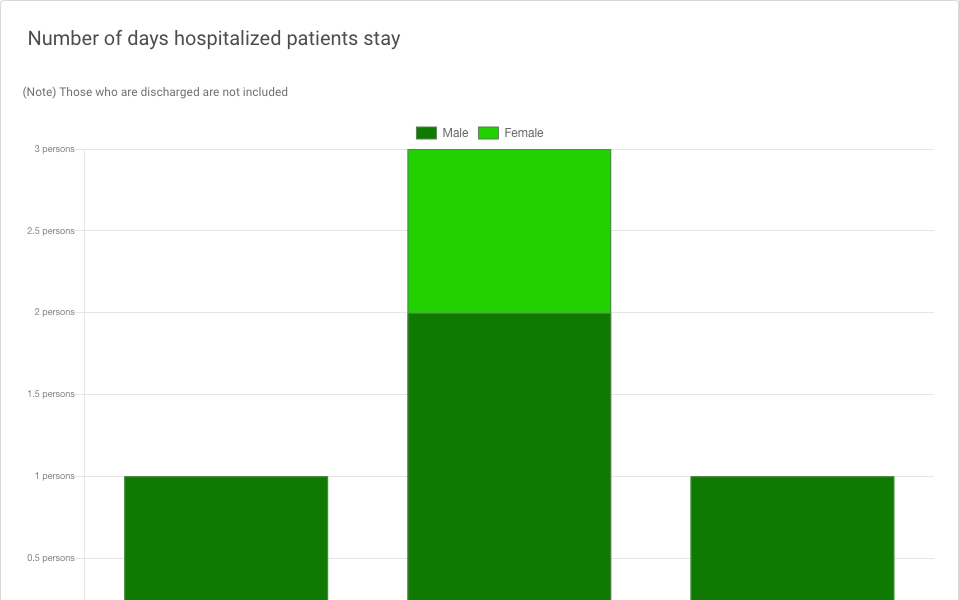 Number of days hospitalized patients stay
(Note) Those who are discharged are not included
Male Female
3 persons
2.5 persons
2 persons
1.5 persons
1 persons
0.5 persons